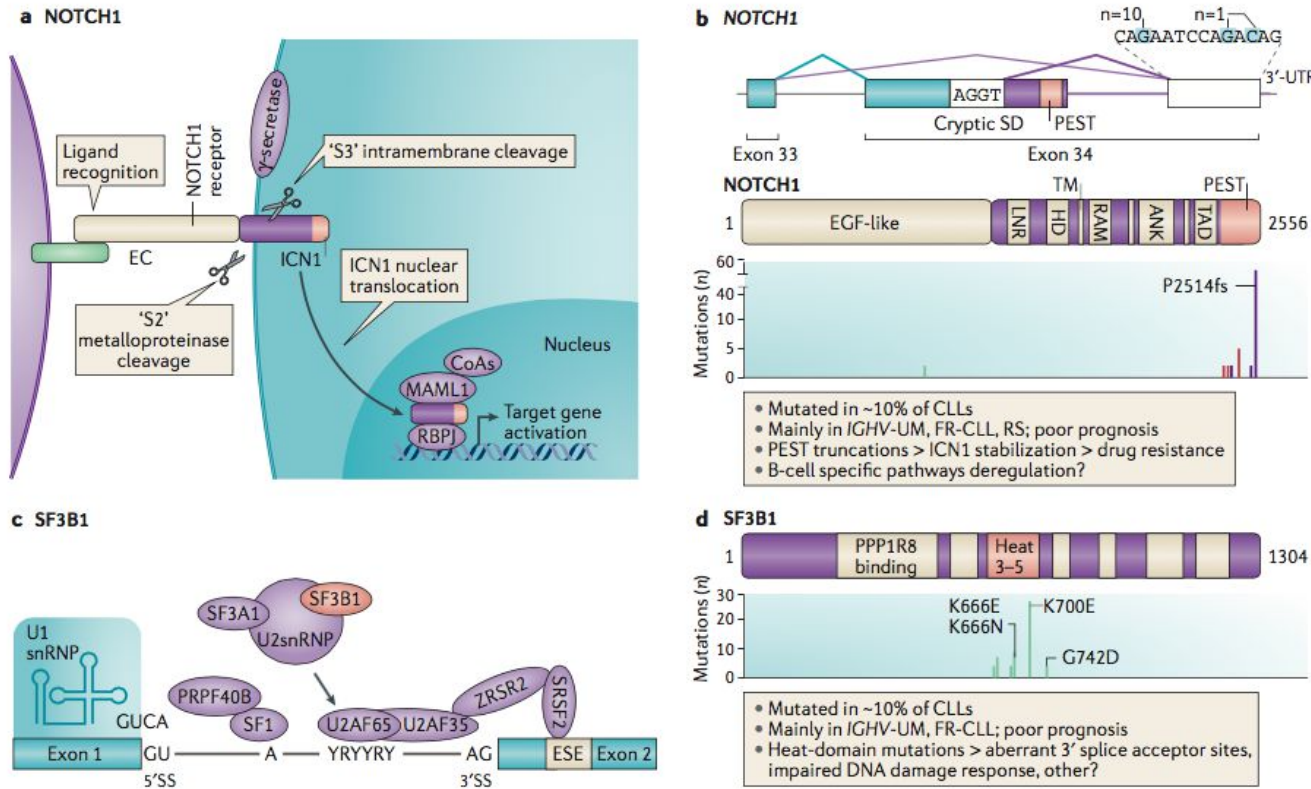 a NOTCH1
γ-secretase
Ligand
recognition
NOTCH1
receptor
'S3' intramembrane cleavage
EC
ICN1
ICN1 nuclear
translocation
'S2'
metalloproteinase
cleavage
Nucleus
CoAs
MAML1
RBPJ
Target gene
activation
b NOTCH1
n=10
n=1
CAGAATCCAGACAG
3′-UTR
AGGT
Cryptic SD
PEST
Exon 33
Exon 34
NOTCH1
TM
PEST
1
EGF-like
LNR
HD
RAM
ANK
TAD
2556
Mutations (n)
60
40
10
5
0
P2514fs
• Mutated in ~10% of CLLs
• Mainly in IGHV-UM, FR-CLL, RS; poor prognosis
• PEST truncations > ICN1 stabilization > drug resistance
• B-cell specific pathways deregulation?
c SF3B1
U1
snRNP
SF3A1
SF3B1
U2snRNP
PRPF40B
SF1
U2AF65
U2AF35
ZRSR2
SRSF2
GUCA
Exon 1
GU
A
YRYYRY
AG
ESE
Exon 2
5′SS
3′SS
d SF3B1
1
PPP1R8
binding
Heat
3–5
1304
Mutations (n)
30
20
10
0
K666E
K666N
K700E
G742D
• Mutated in ~10% of CLLs
• Mainly in IGHV-UM, FR-CLL; poor prognosis
• Heat-domain mutations > aberrant 3′ splice acceptor sites,
impaired DNA damage response, other?